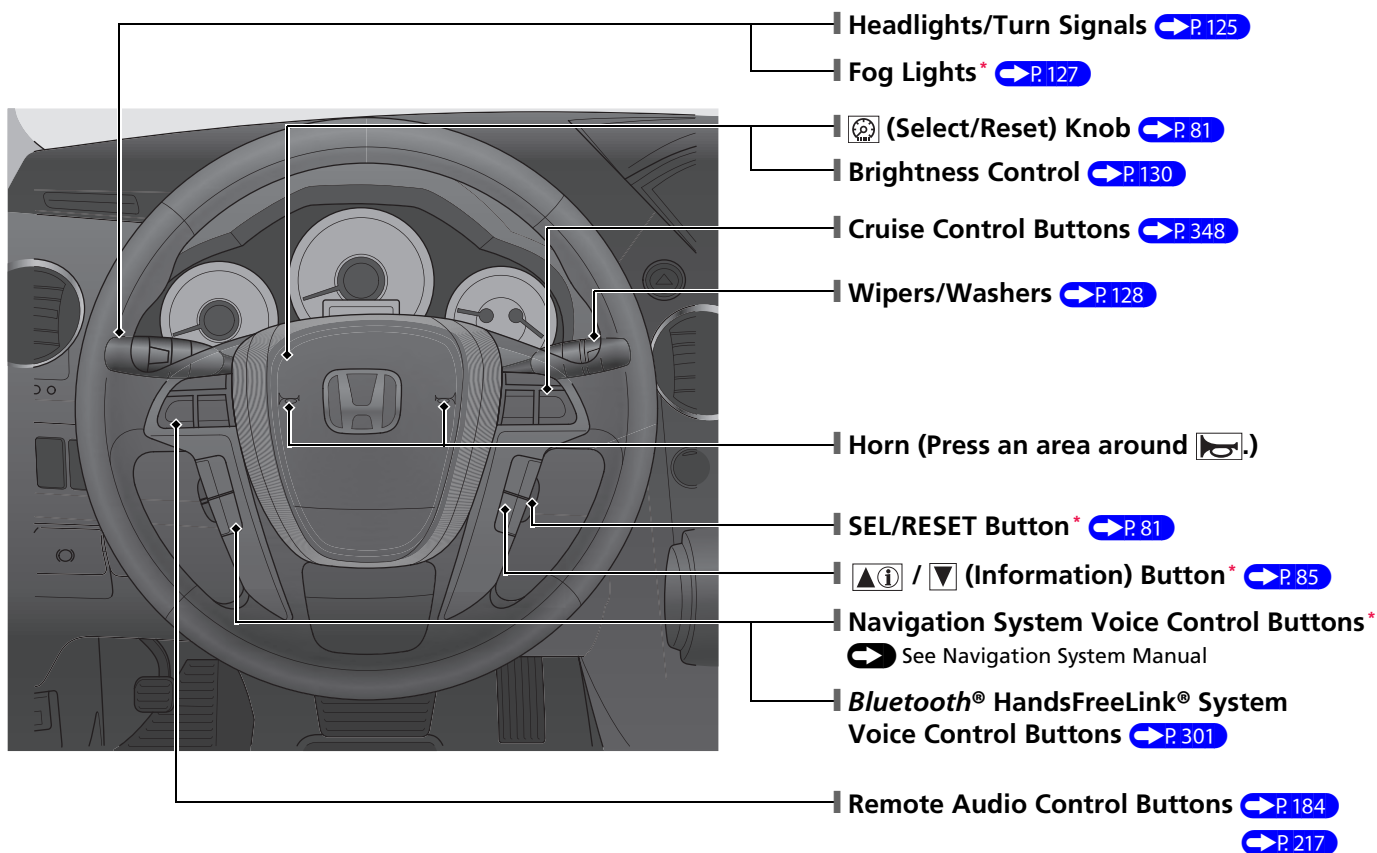 Headlights/Turn Signals P. 125
Fog Lights* P. 127
(Select/Reset) Knob P. 81
Brightness Control P. 130
Cruise Control Buttons P. 348
Wipers/Washers P. 128
Horn (Press an area around .)
SEL/RESET Button* P. 81
/ (Information) Button* P. 85
Navigation System Voice Control Buttons*
See Navigation System Manual
Bluetooth® HandsFreeLink® System
Voice Control Buttons P. 301
Remote Audio Control Buttons P. 184
P. 217